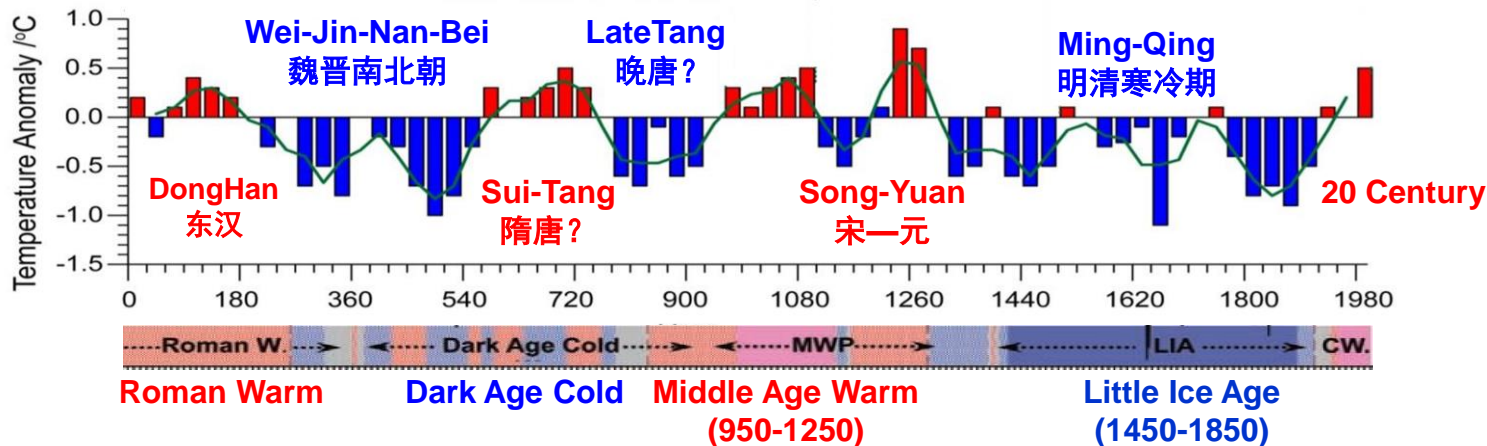 Temperature Anomaly /ºC
1.0
0.5
0.0
-0.5
-1.0
-1.5
Wei-Jin-Nan-Bei
魏晋南北朝
LateTang
晚唐？
Ming-Qing
明清寒冷期
DongHan
东汉
Sui-Tang
隋唐？
Song-Yuan
宋—元
20 Century
0 180 360 540 720 900 1080 1260 1440 1620 1800 1980
Roman W. Dark Age Cold MWP LIA CW.
Roman Warm Dark Age Cold Middle Age Warm Little Ice Age
(950-1250) (1450-1850)